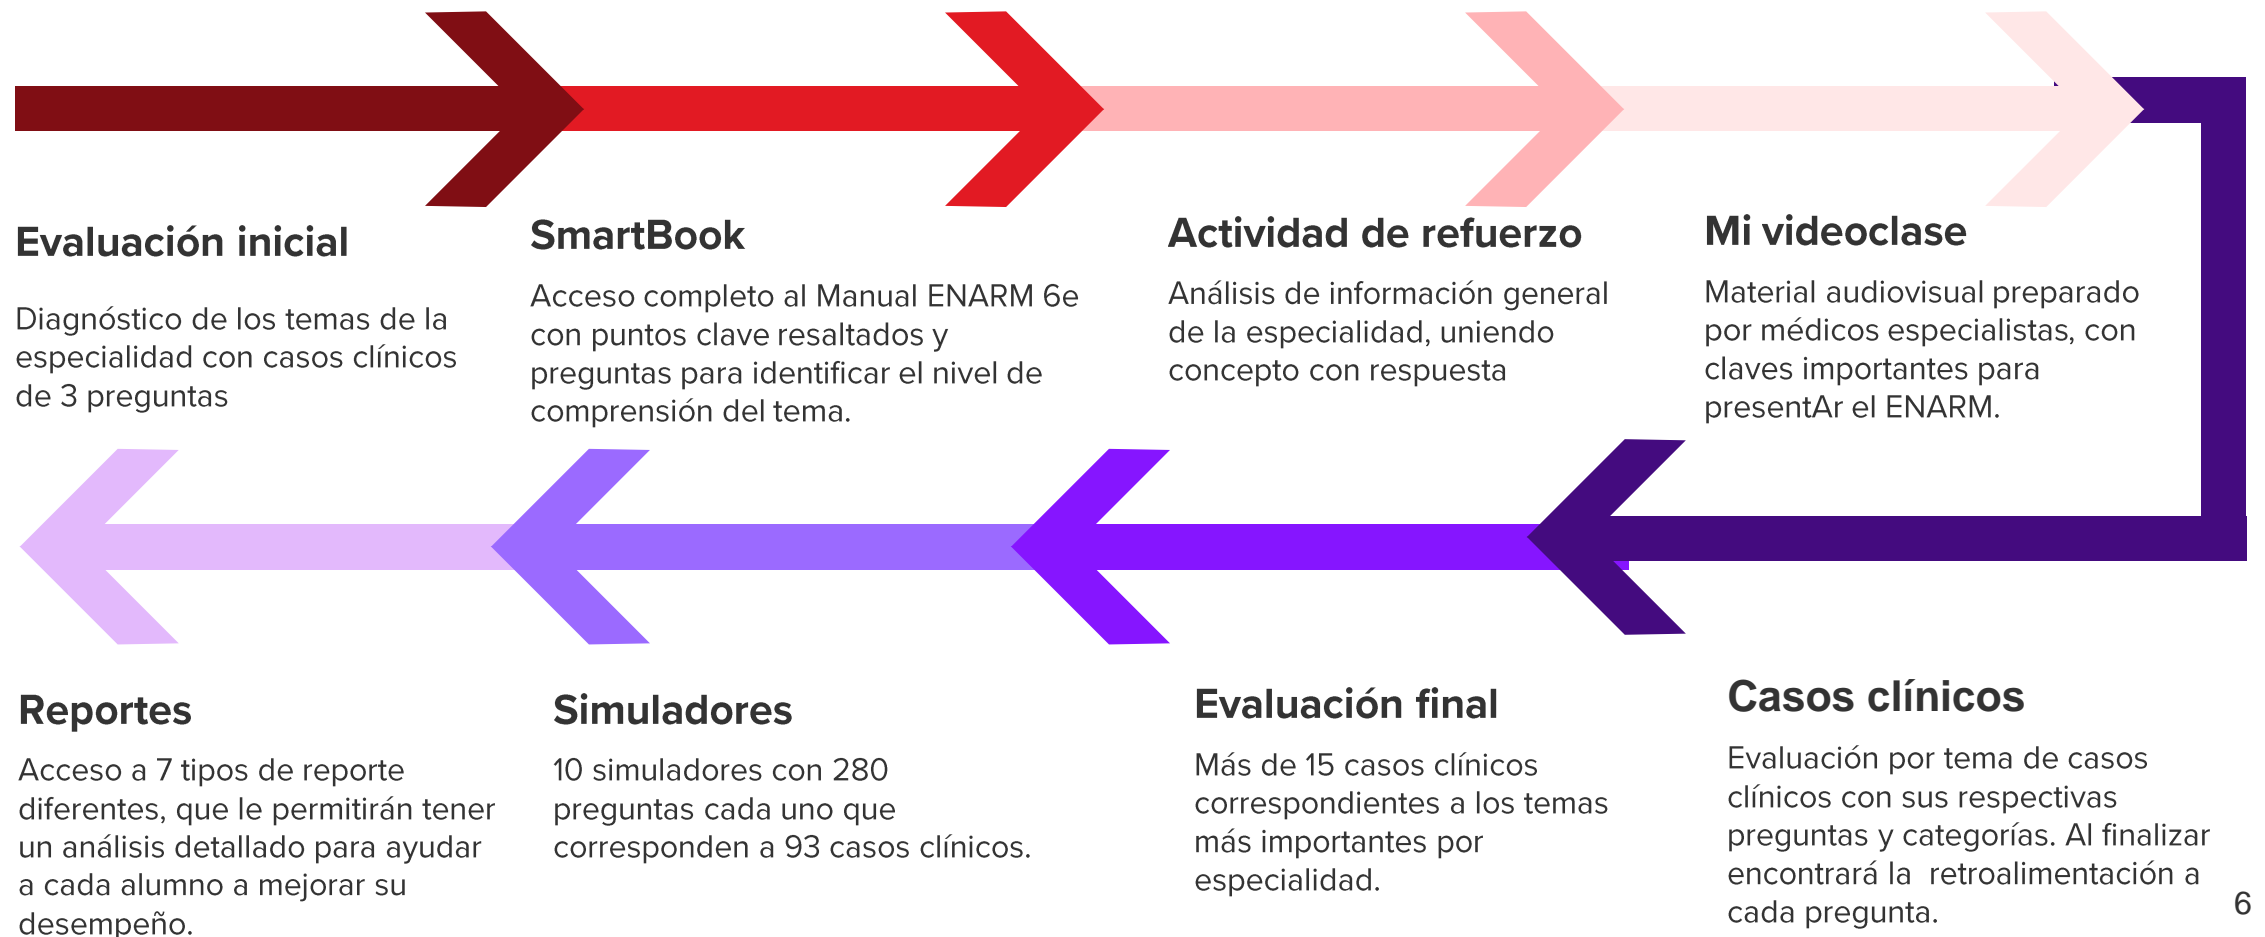 Evaluación inicial
Diagnóstico de los temas de la
especialidad con casos clínicos
de 3 preguntas
SmartBook
Acceso completo al Manual ENARM 6e
con puntos clave resaltados y
preguntas para identificar el nivel de
comprensión del tema.
Actividad de refuerzo
Análisis de información general
de la especialidad, uniendo
concepto con respuesta
Mi videoclase
Material audiovisual preparado
por médicos especialistas, con
claves importantes para
presentAr el ENARM.
Casos clínicos
Evaluación por tema de casos
clínicos con sus respectivas
preguntas y categorías. Al finalizar
encontrará la  retroalimentación a
cada pregunta.
Evaluación final
Más de 15 casos clínicos
correspondientes a los temas
más importantes por
especialidad.
Simuladores
10 simuladores con 280
preguntas cada uno que
corresponden a 93 casos clínicos.
Reportes
Acceso a 7 tipos de reporte
diferentes, que le permitirán tener
un análisis detallado para ayudar
a cada alumno a mejorar su
desempeño.
6